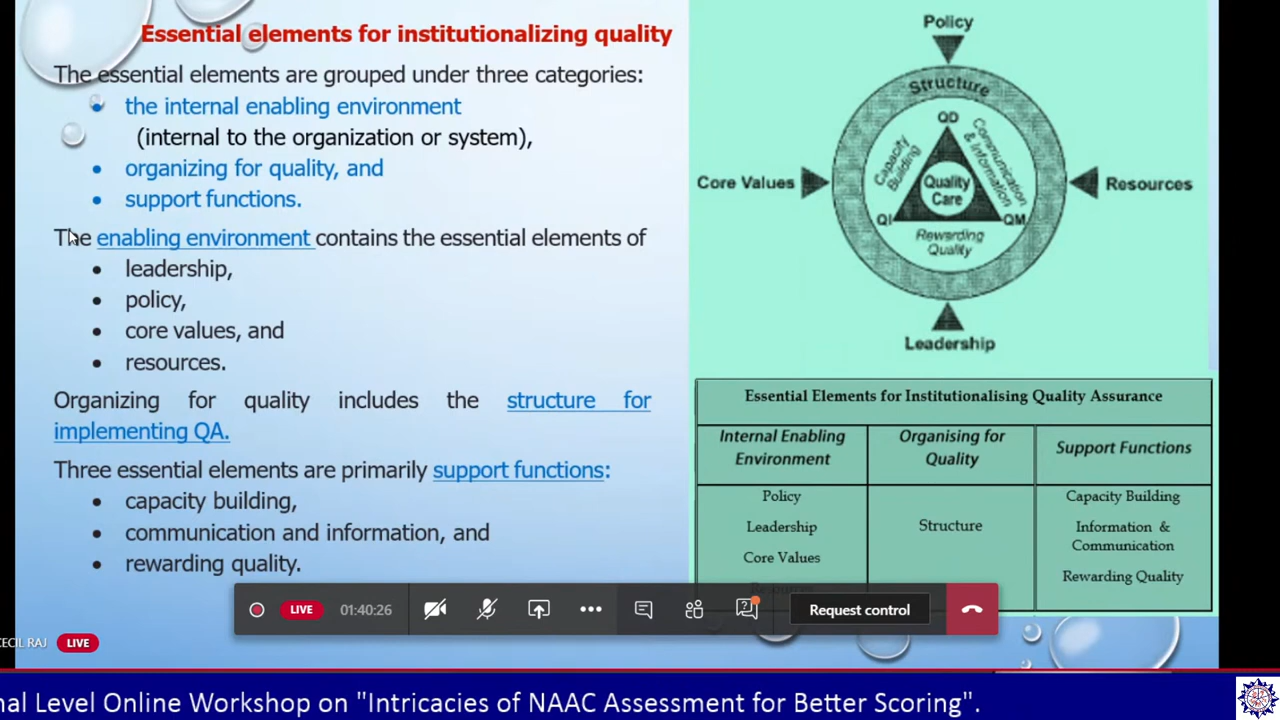 Essential elements for institutionalizing quality
The essential elements are grouped under three categories:
the internal enabling environment
(internal to the organization or system),
organizing for quality, and
support functions.
The enabling environment contains the essential elements of
leadership,
policy,
core values, and
resources.
Organizing for quality includes the structure for
implementing QA.
Three essential elements are primarily support functions:
capacity building,
communication and information, and
rewarding quality.
Policy
Structure
QD
Capacity
Building
Communication
& Information
Core Values
Quality
Care
Resources
QI
QM
Rewarding
Quality
Leadership
Essential Elements for Institutionalising Quality Assurance
Internal Enabling
Environment
Organising for
Quality
Support Functions
Policy
Leadership
Core Values
Structure
Capacity Building
Information &
Communication
Rewarding Quality
LIVE
01:40:26
Request control
CECIL RAJ
LIVE
nal Level Online Workshop on "Intricacies of NAAC Assessment for Better Scoring".